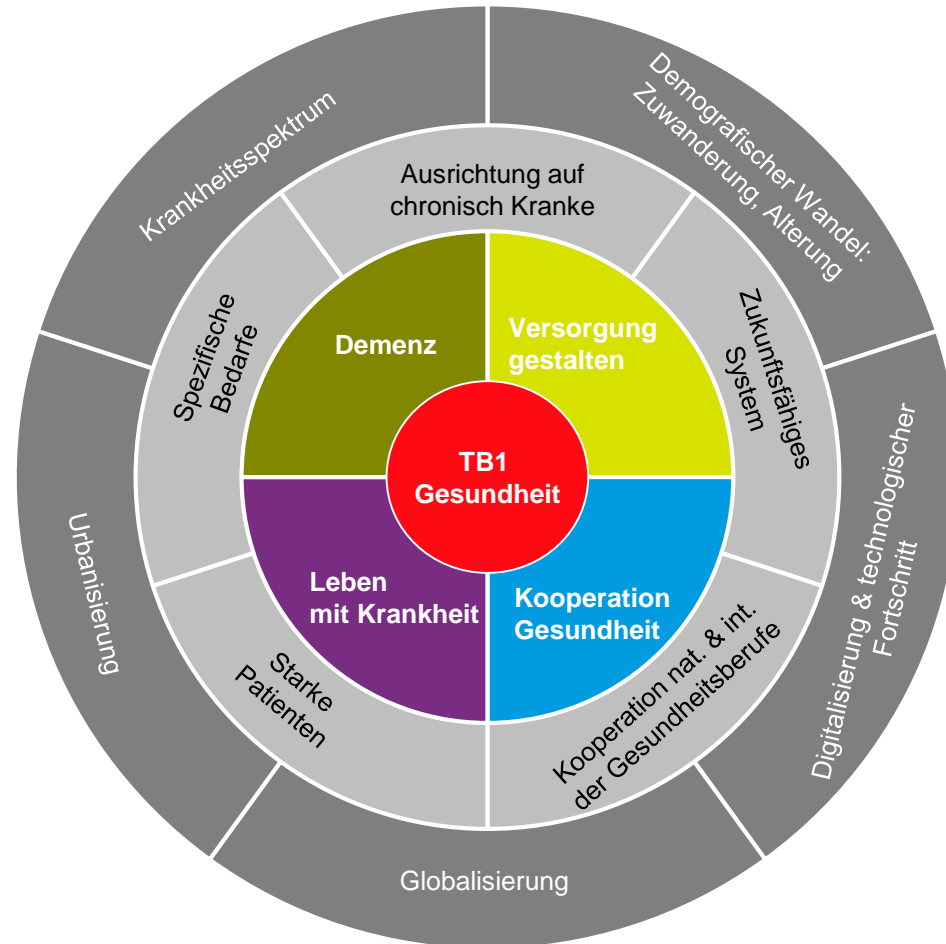 Krankheitsspektrum
Demografischer Wandel:
Zuwanderung, Alterung
Ausrichtung auf
chronisch Kranke
Spezifische
Bedarfe
Zukunftsfähiges
System
Demenz
Versorgung
gestalten
TB1
Gesundheit
Leben
mit Krankheit
Kooperation
Gesundheit
Urbanisierung
Digitalisierung & technologischer
Fortschritt
Starke
Patienten
Kooperation nat. & int.
der Gesundheitsberufe
Globalisierung